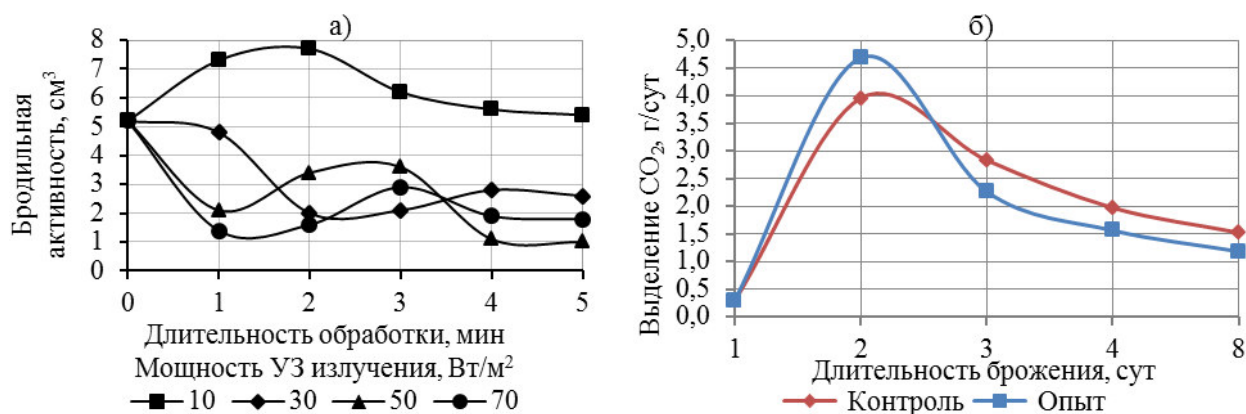 а)
Бродильная
активность, см³
8
7
6
5
4
3
2
1
0
0 1 2 3 4 5
Длительность обработки, мин
Мощность УЗ излучения, Вт/м²
10 30 50 70
б)
Выделение CO₂, г/сут
5,0
4,5
4,0
3,5
3,0
2,5
2,0
1,5
1,0
0,5
0,0
1 2 3 4 8
Длительность брожения, сут
Контроль Опыт